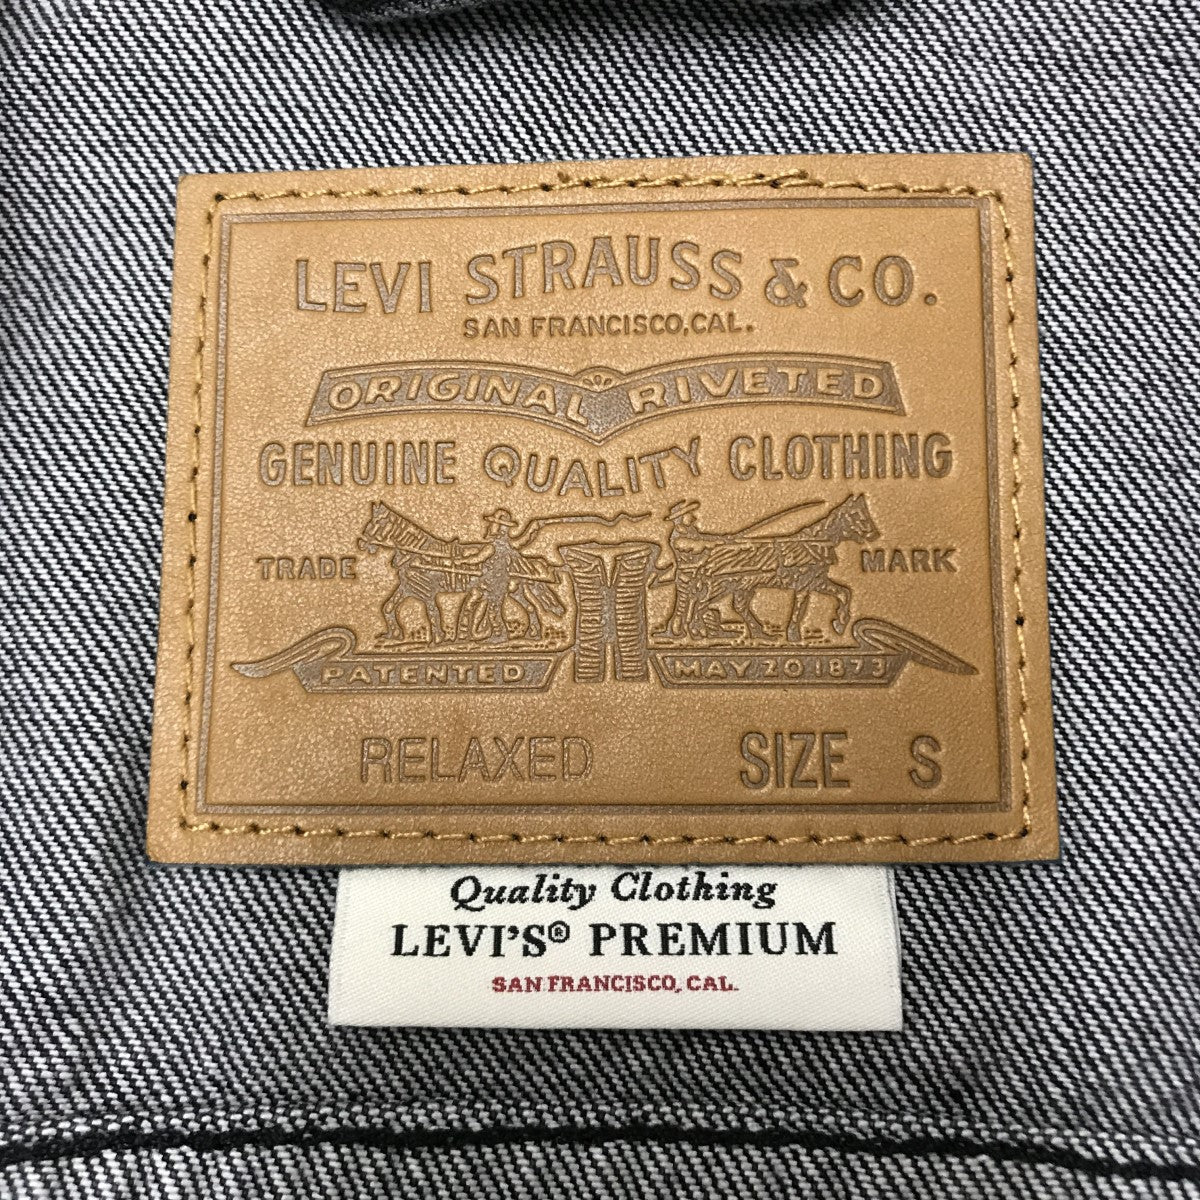 LEVI STRAUSS & CO.
SAN FRANCISCO, CAL.
ORIGINAL RIVETED
GENUINE QUALITY CLOTHING
TRADE MARK
PATENTED MAY 20 1873
RELAXED SIZE S
Quality Clothing
LEVI'S® PREMIUM
SAN FRANCISCO, CAL.